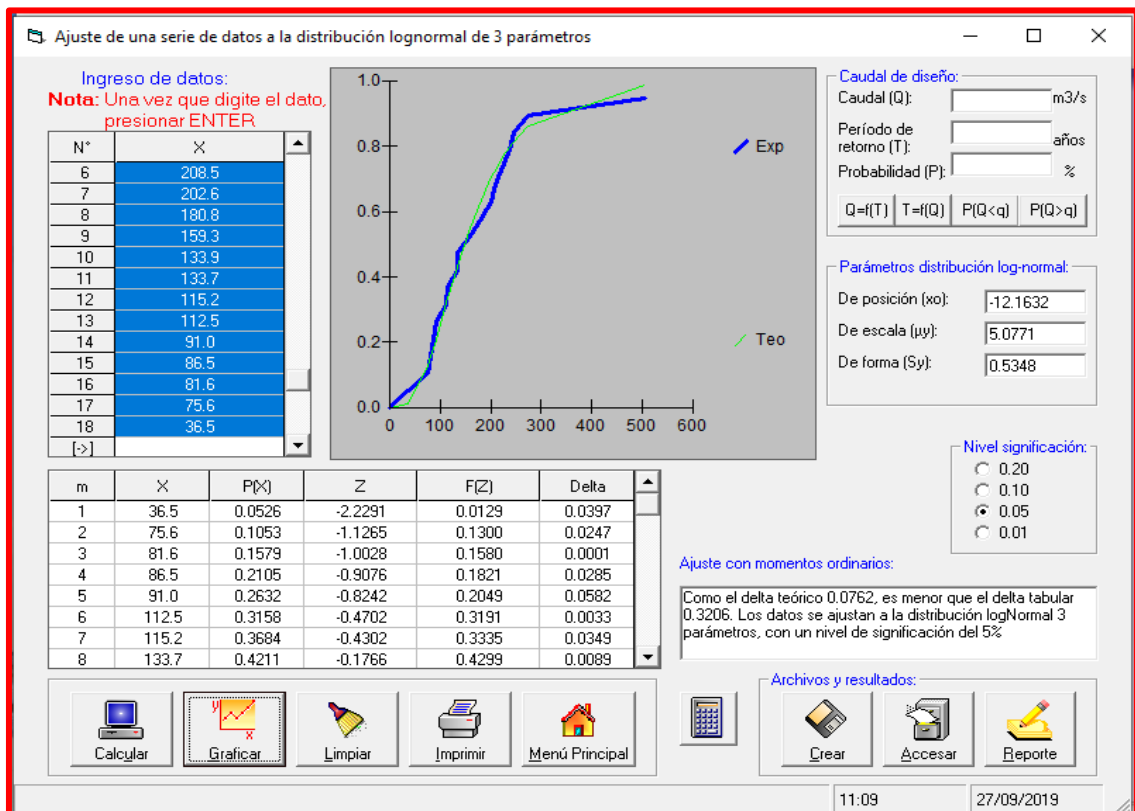 Ajuste de una serie de datos a la distribución lognormal de 3 parámetros
Ingreso de datos:
Nota: Una vez que digite el dato,
presionar ENTER
N° X
6 208.5
7 202.6
8 180.8
9 159.3
10 133.9
11 133.7
12 115.2
13 112.5
14 91.0
15 86.5
16 81.6
17 75.6
18 36.5
[->]
1.0
0.8
0.6
0.4
0.2
0.0
0 100 200 300 400 500 600
Exp
Teo
Caudal de diseño:
Caudal (Q): m3/s
Período de
retorno (T): años
Probabilidad (P): %
Q=f(T) T=f(Q) P(Q<q) P(Q>q)
Parámetros distribución log-normal:
De posición (xo): -12.1632
De escala (μy): 5.0771
De forma (Sy): 0.5348
Nivel significación:
0.20
0.10
0.05
0.01
m X P(X) Z F(Z) Delta
1 36.5 0.0526 -2.2291 0.0129 0.0397
2 75.6 0.1053 -1.1265 0.1300 0.0247
3 81.6 0.1579 -1.0028 0.1580 0.0001
4 86.5 0.2105 -0.9076 0.1821 0.0285
5 91.0 0.2632 -0.8242 0.2049 0.0582
6 112.5 0.3158 -0.4702 0.3191 0.0033
7 115.2 0.3684 -0.4302 0.3335 0.0349
8 133.7 0.4211 -0.1766 0.4299 0.0089
Ajuste con momentos ordinarios:
Como el delta teórico 0.0762, es menor que el delta tabular
0.3206. Los datos se ajustan a la distribución logNormal 3
parámetros, con un nivel de significación del 5%
Calcular
y
x
Graficar
Limpiar
Imprimir
Menú Principal
Archivos y resultados:
Crear
Accesar
Reporte
11:09
27/09/2019